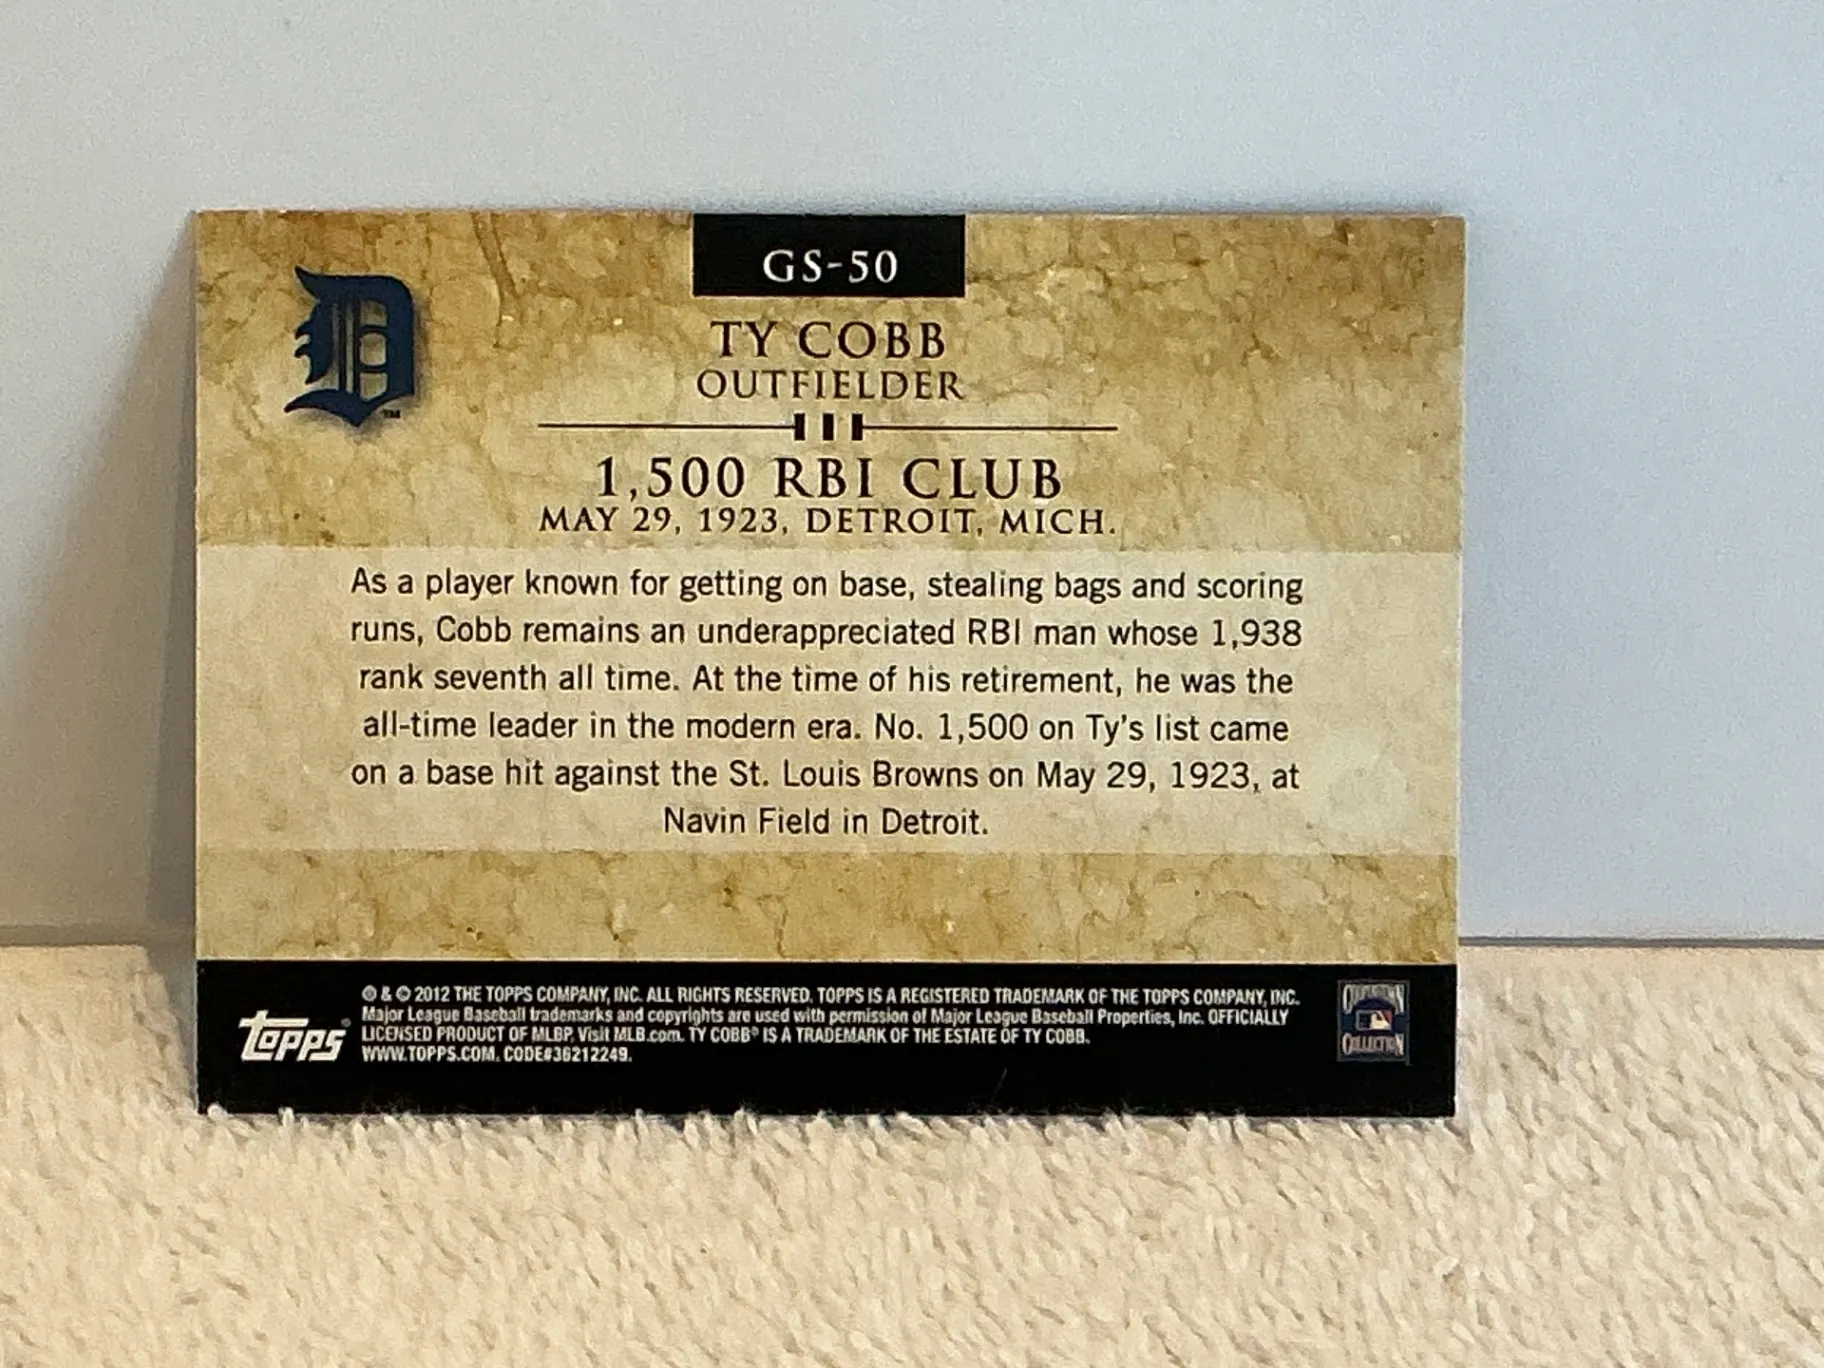 GS-50
D
TM
TY COBB
OUTFIELDER
1,500 RBI CLUB
MAY 29, 1923, DETROIT, MICH.
As a player known for getting on base, stealing bags and scoring
runs, Cobb remains an underappreciated RBI man whose 1,938
rank seventh all time. At the time of his retirement, he was the
all-time leader in the modern era. No. 1,500 on Ty's list came
on a base hit against the St. Louis Browns on May 29, 1923, at
Navin Field in Detroit.
topps®
® & © 2012 THE TOPPS COMPANY, INC. ALL RIGHTS RESERVED. TOPPS IS A REGISTERED TRADEMARK OF THE TOPPS COMPANY, INC.
Major League Baseball trademarks and copyrights are used with permission of Major League Baseball Properties, Inc. OFFICIALLY
LICENSED PRODUCT OF MLBP. Visit MLB.com. TY COBB® IS A TRADEMARK OF THE ESTATE OF TY COBB.
WWW.TOPPS.COM. CODE#36212249.
COOPERSTOWN
COLLECTION